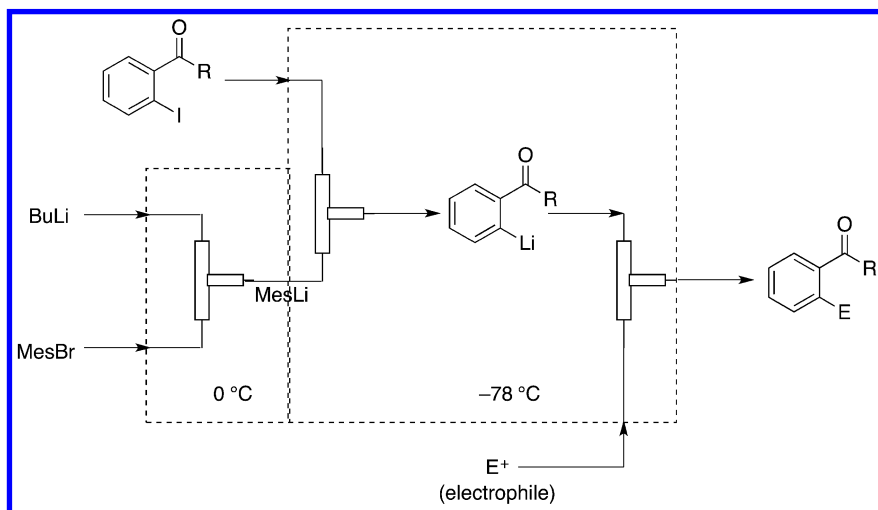 O
R
I
BuLi
MesLi
MesBr
0 °C
O
R
Li
–78 °C
E⁺
(electrophile)
O
R
E